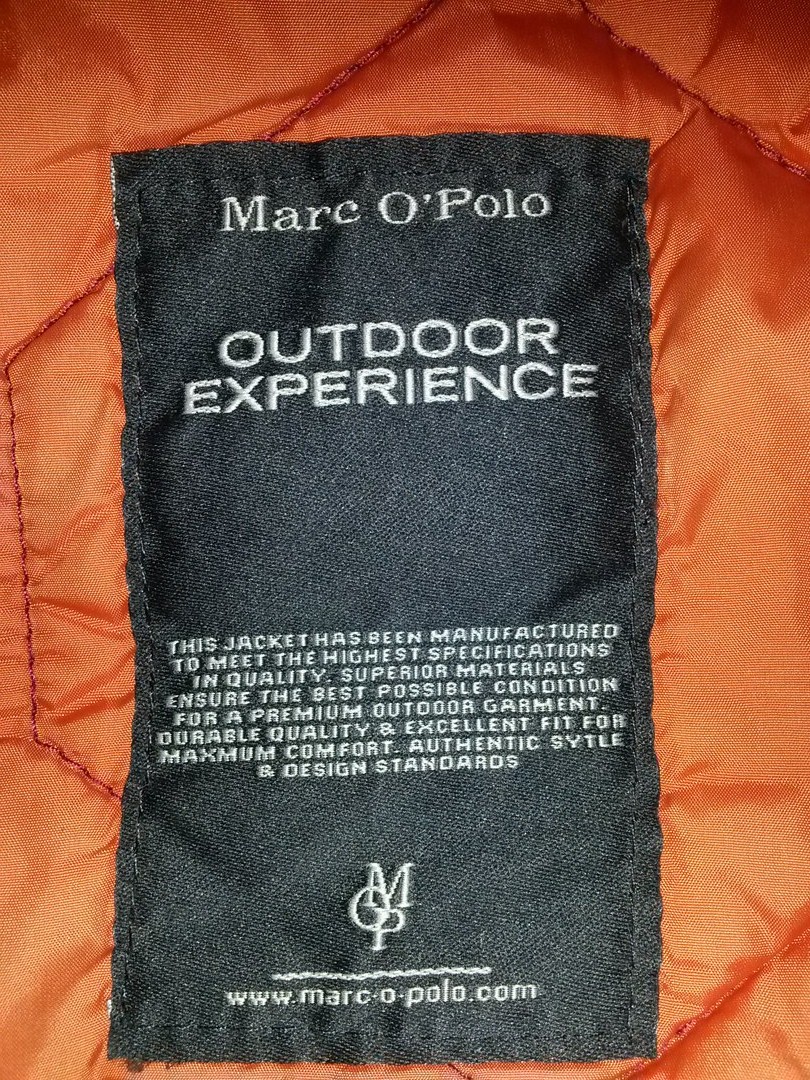 Marc O'Polo
OUTDOOR
EXPERIENCE
THIS JACKET HAS BEEN MANUFACTURED
TO MEET THE HIGHEST SPECIFICATIONS
IN QUALITY. SUPERIOR MATERIALS
ENSURE THE BEST POSSIBLE CONDITION
FOR A PREMIUM OUTDOOR GARMENT.
DURABLE QUALITY & EXCELLENT FIT FOR
MAXMUM COMFORT. AUTHENTIC SYTLE
& DESIGN STANDARDS
MOP
www.marc-o-polo.com